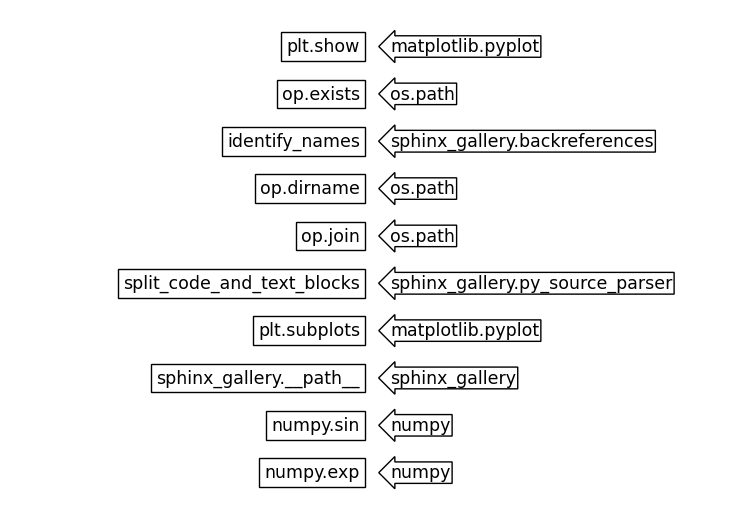 plt.show matplotlib.pyplot
op.exists os.path
identify_names sphinx_gallery.backreferences
op.dirname os.path
op.join os.path
split_code_and_text_blocks sphinx_gallery.py_source_parser
plt.subplots matplotlib.pyplot
sphinx_gallery.__path__ sphinx_gallery
numpy.sin numpy
numpy.exp numpy